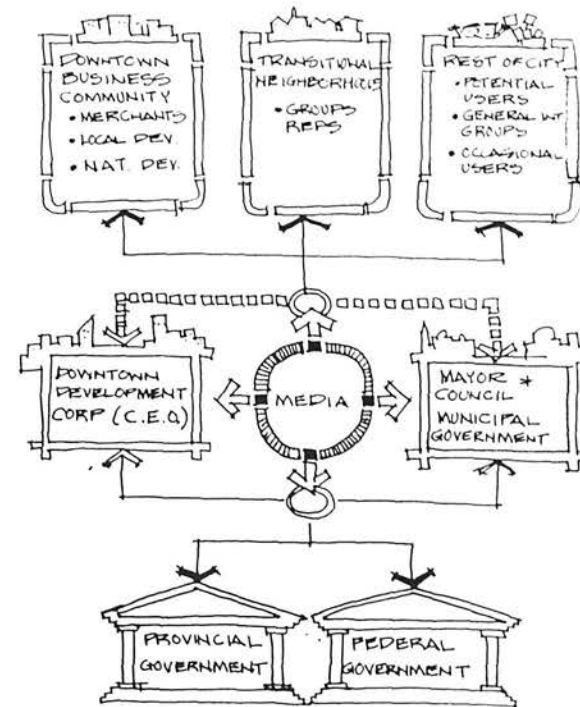 DOWNTOWN
BUSINESS
COMMUNITY
• MERCHANTS
• LOCAL DEV.
• NAT. DEV.
TRANSITIONAL
NEIGHBORHOODS
• GROUPS
REPS
REST OF CITY
• POTENTIAL
USERS
• GENERAL INT
GROUPS
• OCCASIONAL
USERS
DOWNTOWN
DEVELOPMENT
CORP (C.E.O.)
MEDIA
MAYOR *
COUNCIL
MUNICIPAL
GOVERNMENT
PROVINCIAL
GOVERNMENT
FEDERAL
GOVERNMENT